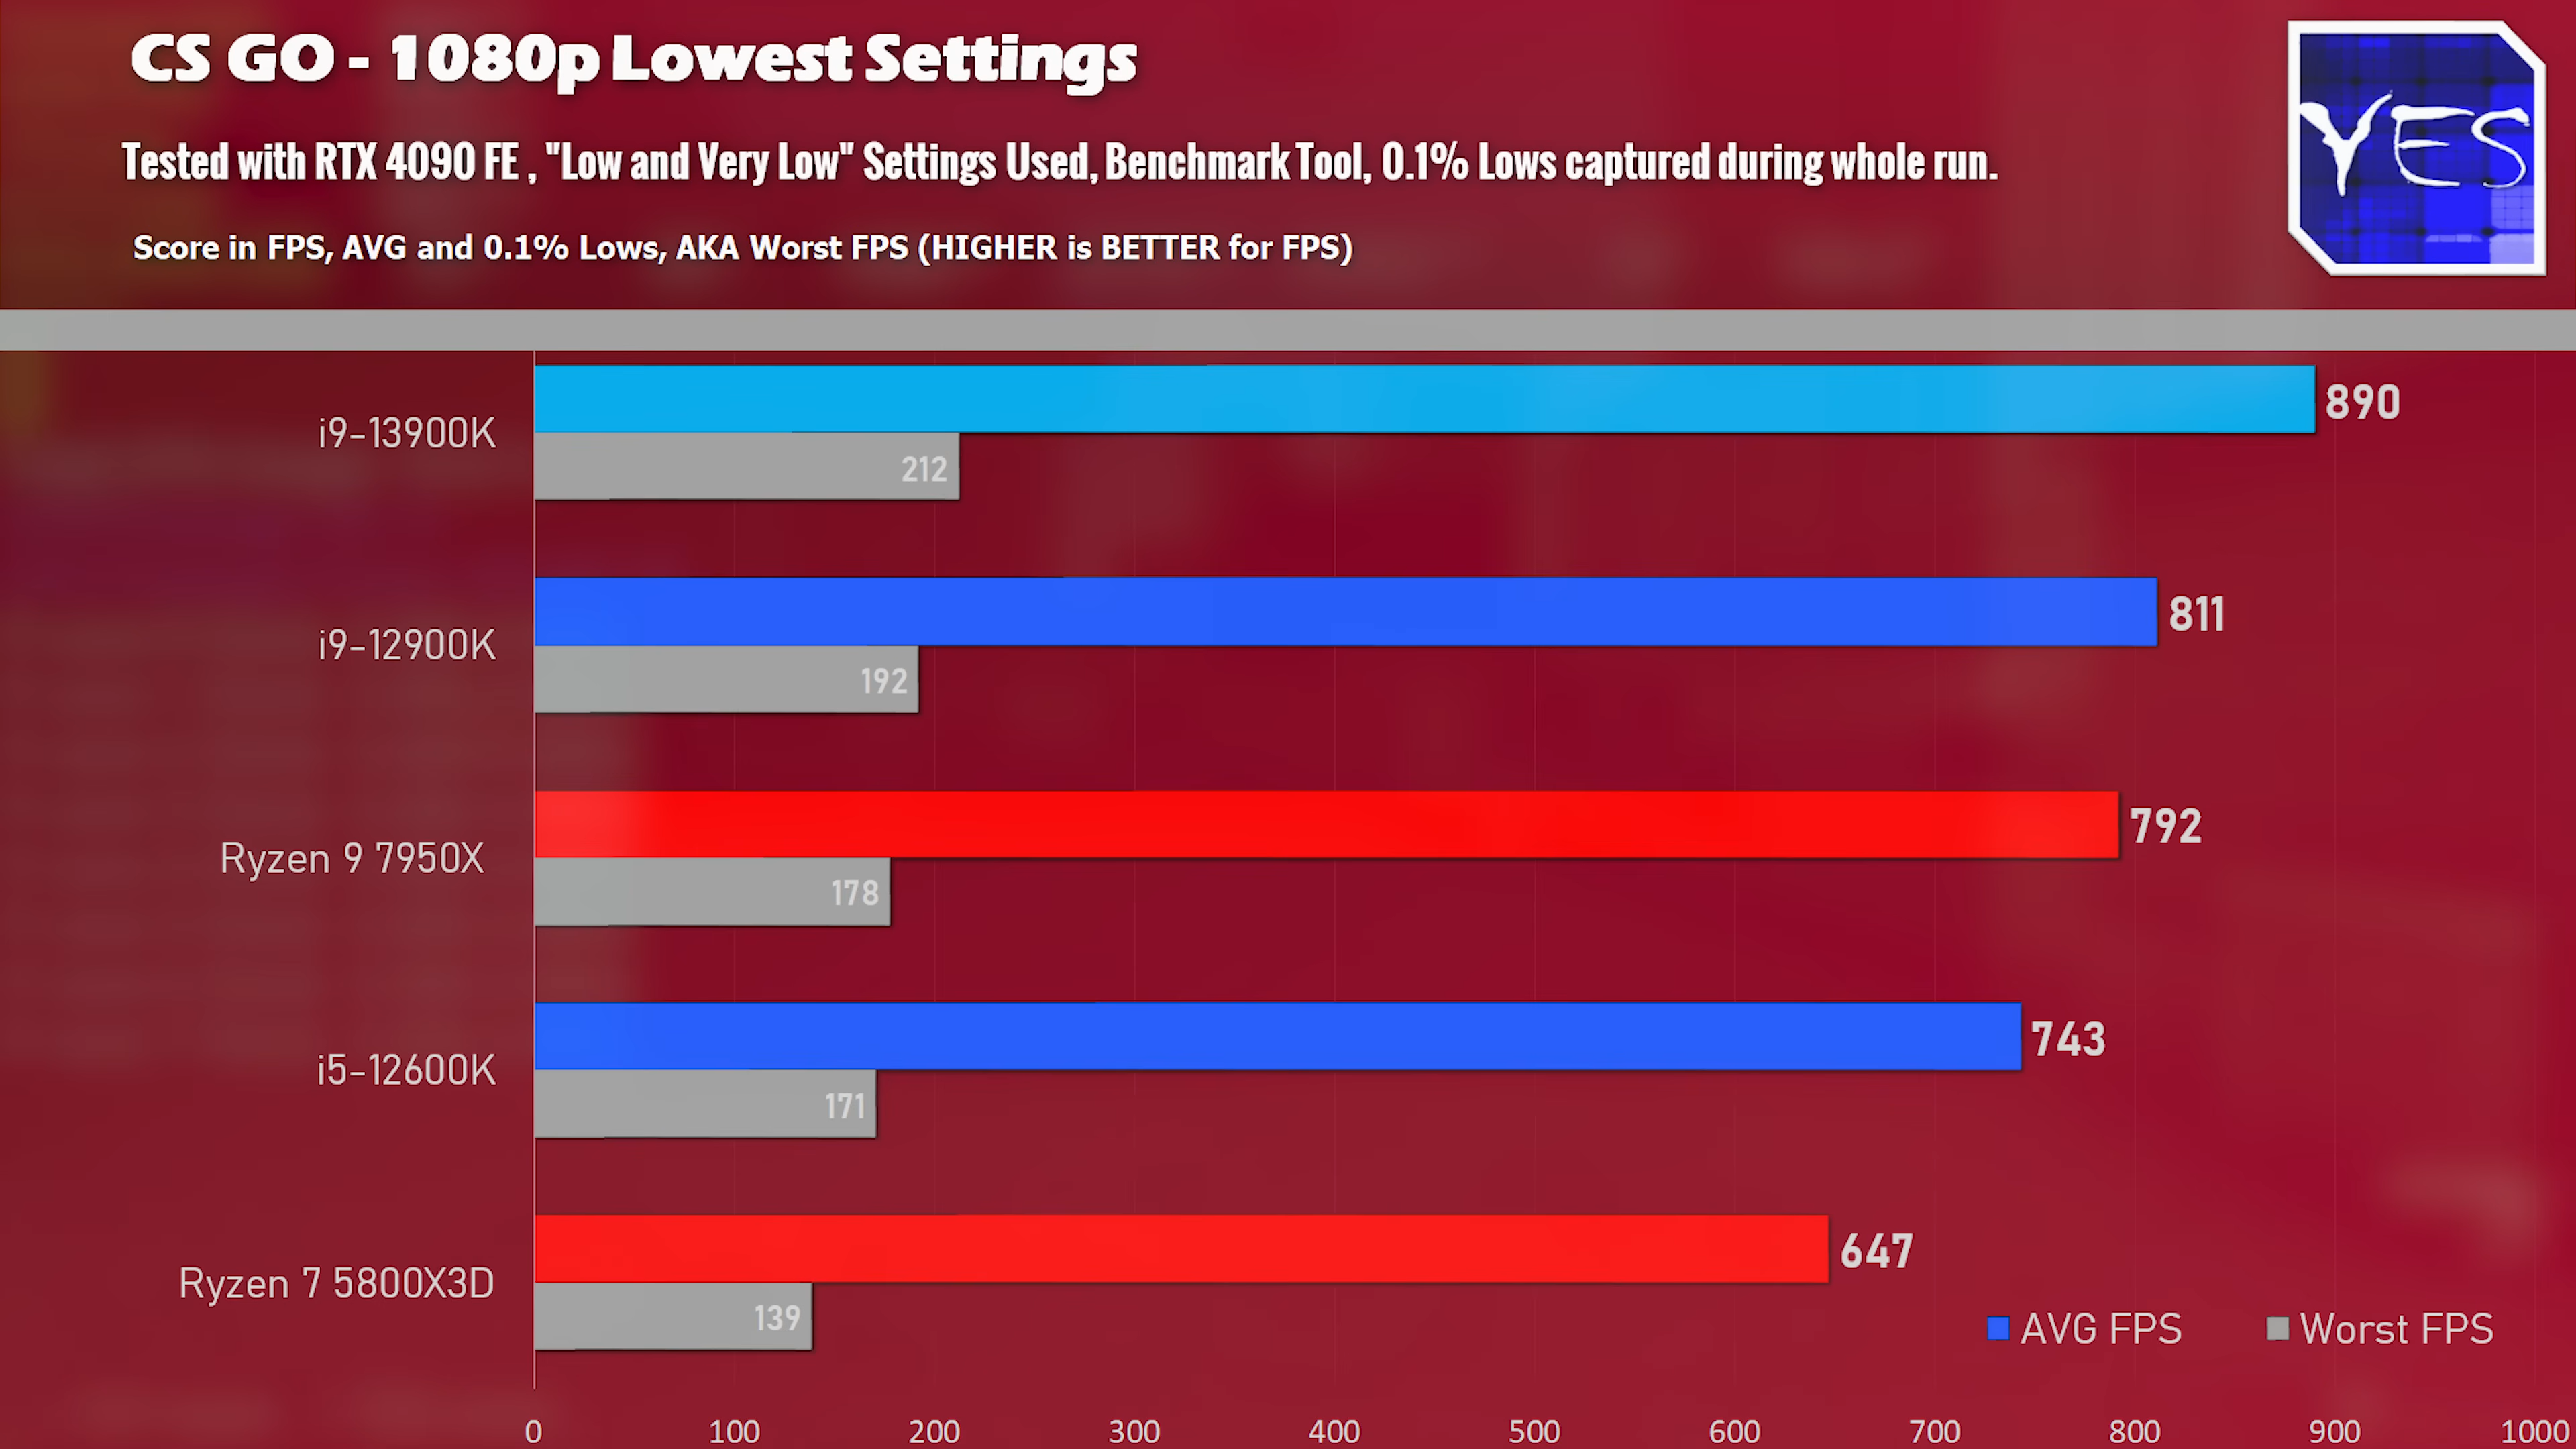 CS GO - 1080p Lowest Settings
YES
Tested with RTX 4090 FE , "Low and Very Low" Settings Used, Benchmark Tool, 0.1% Lows captured during whole run.
Score in FPS, AVG and 0.1% Lows, AKA Worst FPS (HIGHER is BETTER for FPS)
i9-13900K 890
212
i9-12900K 811
192
Ryzen 9 7950X 792
178
i5-12600K 743
171
Ryzen 7 5800X3D 647
139
AVG FPS Worst FPS
0 100 200 300 400 500 600 700 800 900 1000